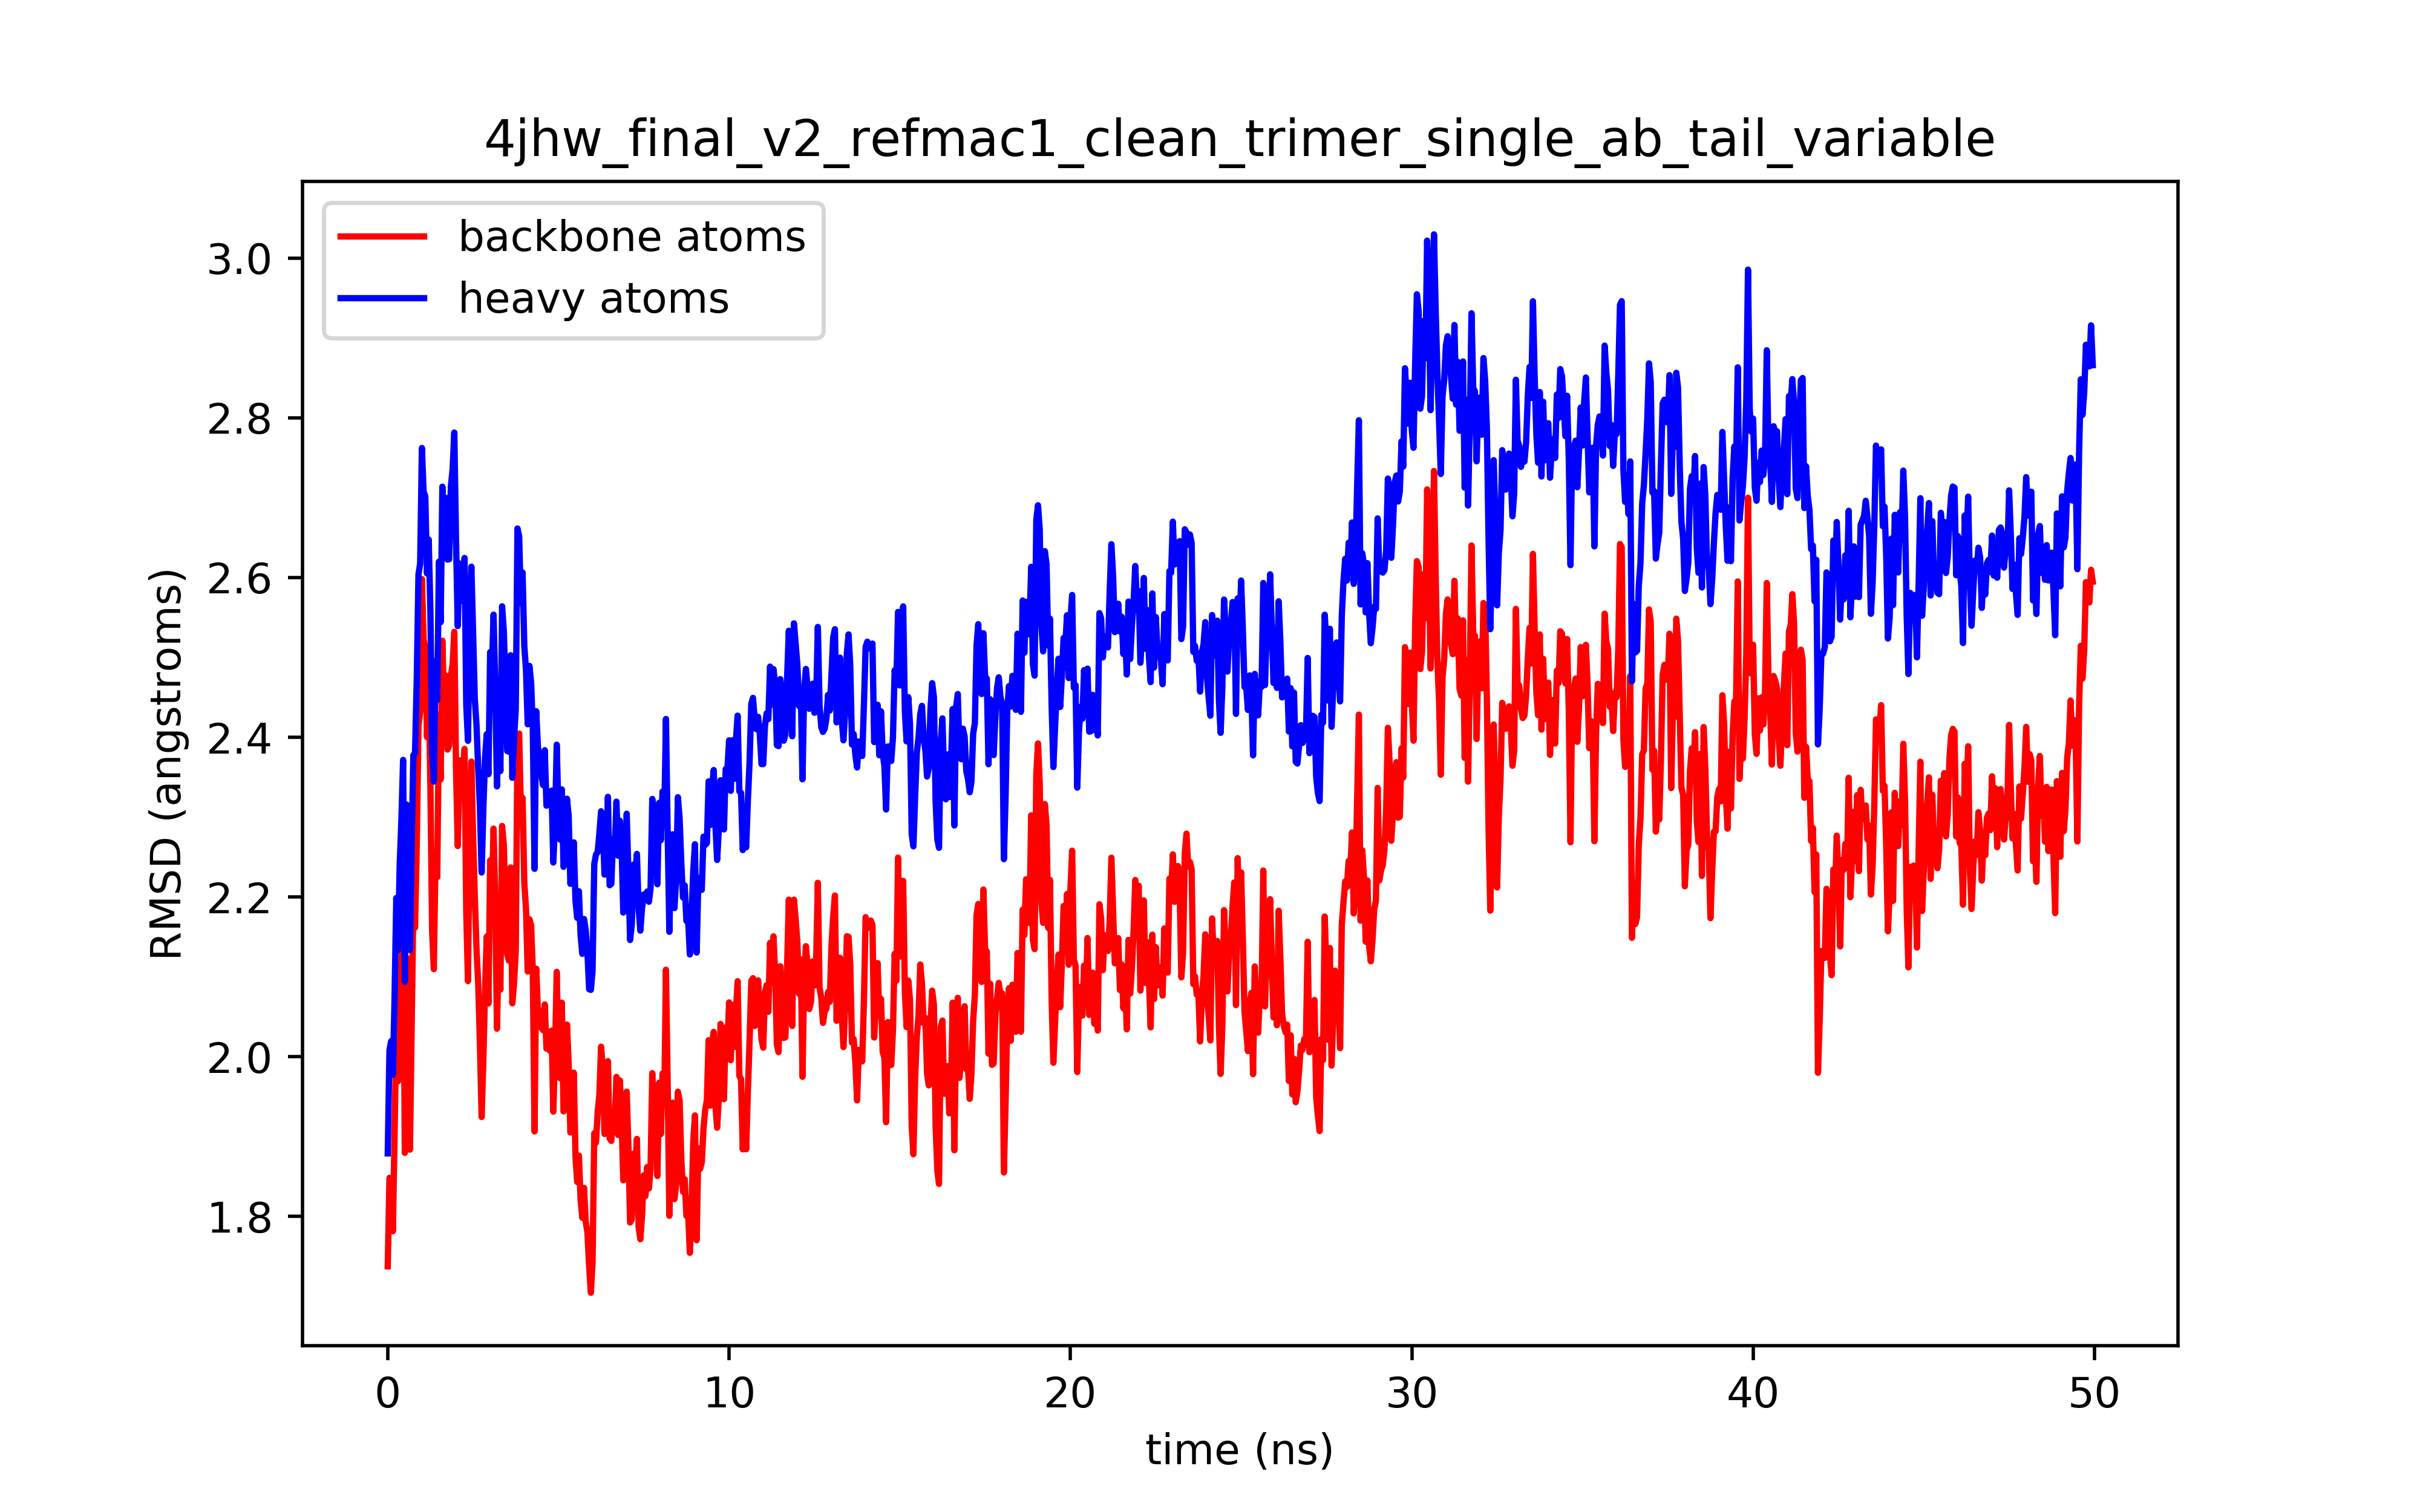 4jhw_final_v2_refmac1_clean_trimer_single_ab_tail_variable
backbone atoms
heavy atoms
3.0
2.8
2.6
2.4
2.2
2.0
1.8
RMSD (angstroms)
0 10 20 30 40 50
time (ns)